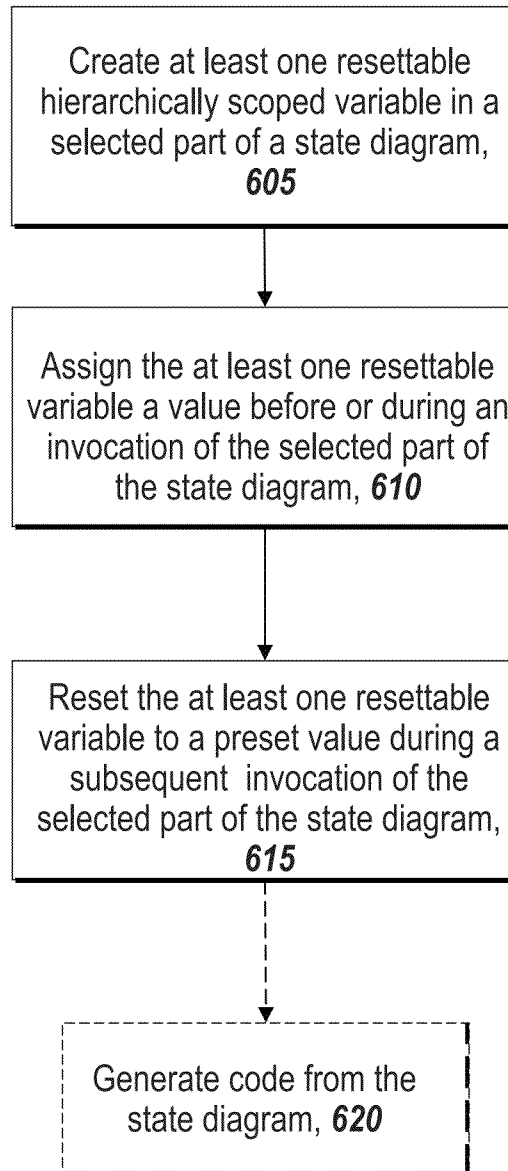 Create at least one resettable
hierarchically scoped variable in a
selected part of a state diagram,
605
Assign the at least one resettable
variable a value before or during an
invocation of the selected part of
the state diagram, 610
Reset the at least one resettable
variable to a preset value during a
subsequent invocation of the
selected part of the state diagram,
615
Generate code from the
state diagram, 620